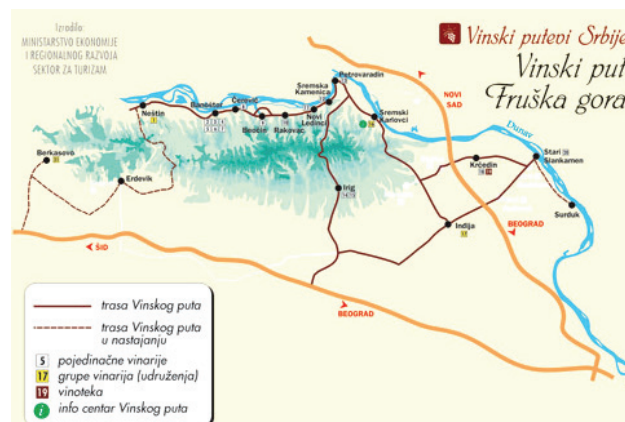 Izradilo:
MINISTARSTVO EKONOMIJE
I REGIONALNOG RAZVOJA
SEKTOR ZA TURIZAM
Vinski putevi Srbije
Vinski put
Fruška gora
Petrovaradin
Sremska
Kamenica
NOVI
SAD
Čerević
Banoštor
Neštin
Beočin
Rakovac
Novi
Ledinci
Sremski
Karlovci
Dunav
Stari
Slankamen
Berkasovo
Erdevik
Krčedin
Irig
Surduk
Inđija
BEOGRAD
ŠID
BEOGRAD
trasa Vinskog puta
trasa Vinskog puta
u nastajanju
5 pojedinačne vinarije
17 grupe vinarija (udruženja)
19 vinoteka
i info centar Vinskog puta